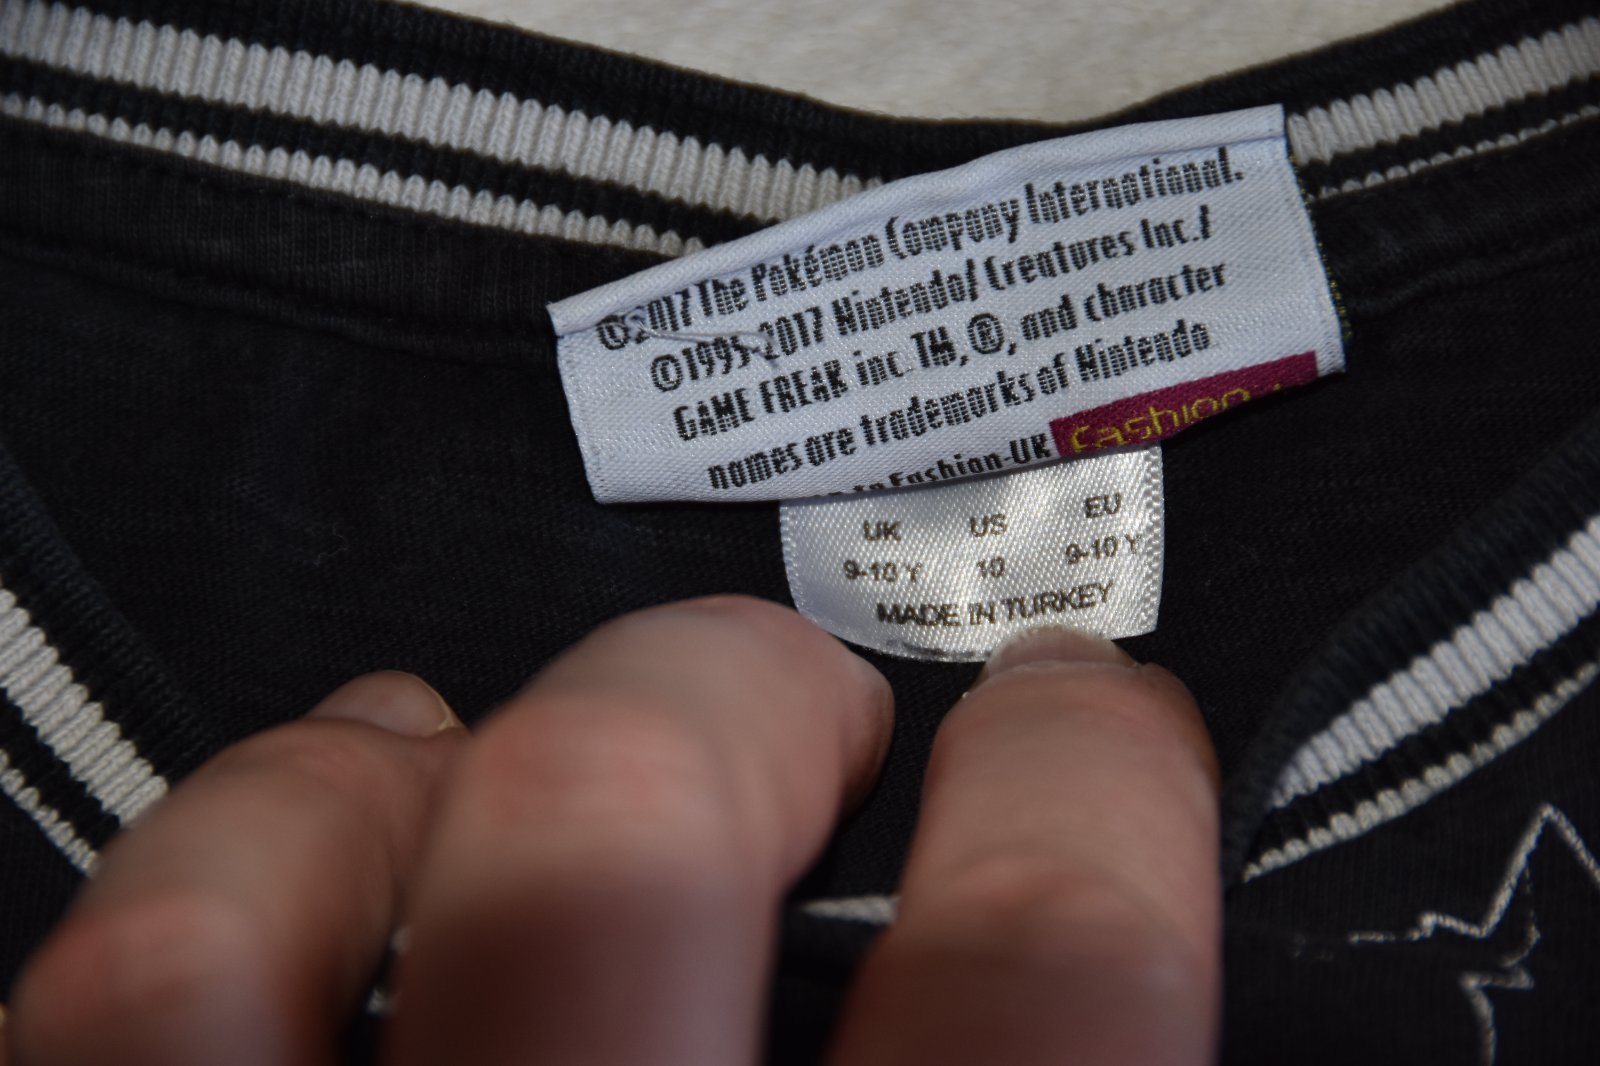 ©2017 The Pokémon Company International.
©1995-2017 Nintendo/ Creatures Inc./
GAME FREAK inc. TM, ®, and character
names are trademarks of Nintendo
to Fashion-UK
Fashion
UK US EU
9-10 Y 10 9-10 Y
MADE IN TURKEY